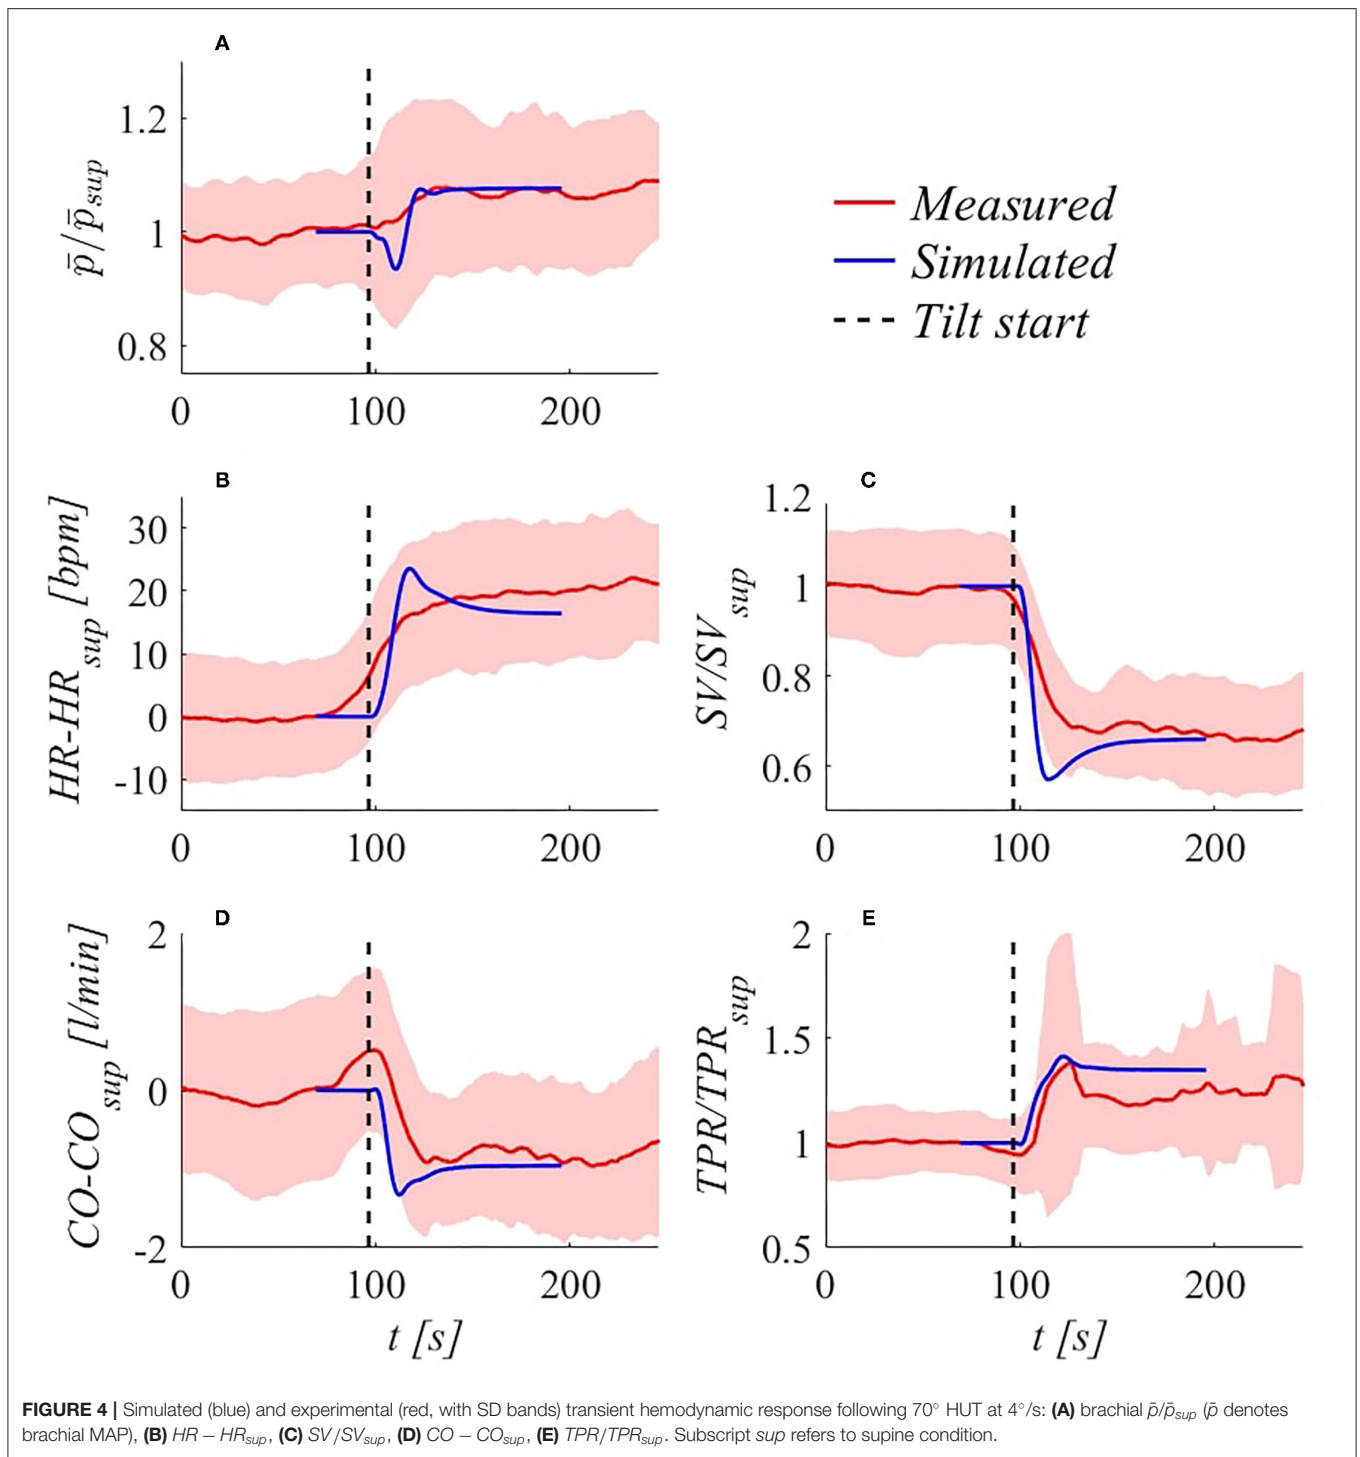 A
1.2
1
0.8
p̄/p̄sup
0 100 200
Measured
Simulated
Tilt start
B
30
20
10
0
-10
HR-HRsup [bpm]
0 100 200
C
1.2
1
0.8
0.6
SV/SVsup
0 100 200
D
2
0
-2
CO-COsup [l/min]
0 100 200
t [s]
E
2
1.5
1
0.5
TPR/TPRsup
0 100 200
t [s]
FIGURE 4 | Simulated (blue) and experimental (red, with SD bands) transient hemodynamic response following 70° HUT at 4°/s: (A) brachial p̄/p̄sup (p̄ denotes
brachial MAP), (B) HR − HRsup, (C) SV/SVsup, (D) CO − COsup, (E) TPR/TPRsup. Subscript sup refers to supine condition.